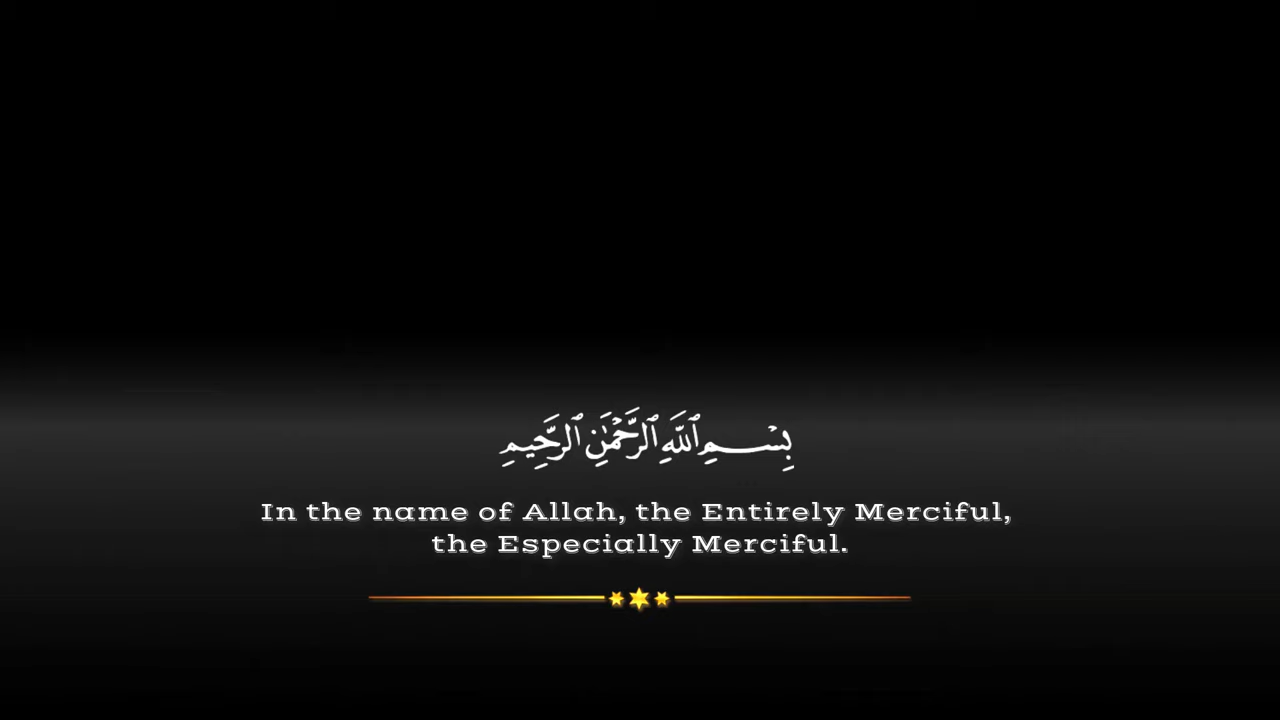 بِسْمِ ٱللَّهِ ٱلرَّحْمَٰنِ ٱلرَّحِيمِ
In the name of Allah, the Entirely Merciful,
the Especially Merciful.